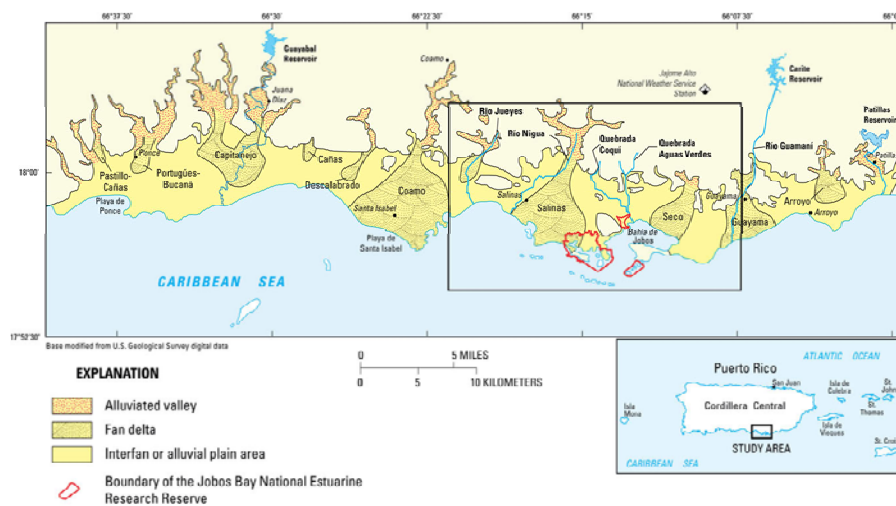 66°37'30"
66°30'
66°22'30"
66°15'
66°07'30"
Guayabal
Reservoir
Coamo
Jajome Alto
National Weather Service
Station
Carite
Reservoir
Juana
Díaz
Río Jueyes
Río Nigua
Quebrada
Coquí
Quebrada
Aguas Verdes
Río Guamaní
Patillas
Reservoir
18°00'
Ponce
Capitanejo
Cañas
Pastillo-
Cañas
Portugües-
Bucaná
Descalabrado
Coamo
Salinas
Salinas
Seco
Guayama
Guayama
Arroyo
Arroyo
Playa de
Ponce
Santa Isabel
Playa de
Santa Isabel
Bahía de
Jobos
CARIBBEAN SEA
17°52'30"
Base modified from U.S. Geological Survey digital data
0 5 MILES
0 5 10 KILOMETERS
EXPLANATION
Alluviated valley
Fan delta
Interfan or alluvial plain area
Boundary of the Jobos Bay National Estuarine
Research Reserve
ATLANTIC OCEAN
Puerto Rico
San Juan
Isla de
Culebra
St.
Thomas
Isla
Mona
Cordillera Central
Isla de
Vieques
STUDY AREA
CARIBBEAN SEA